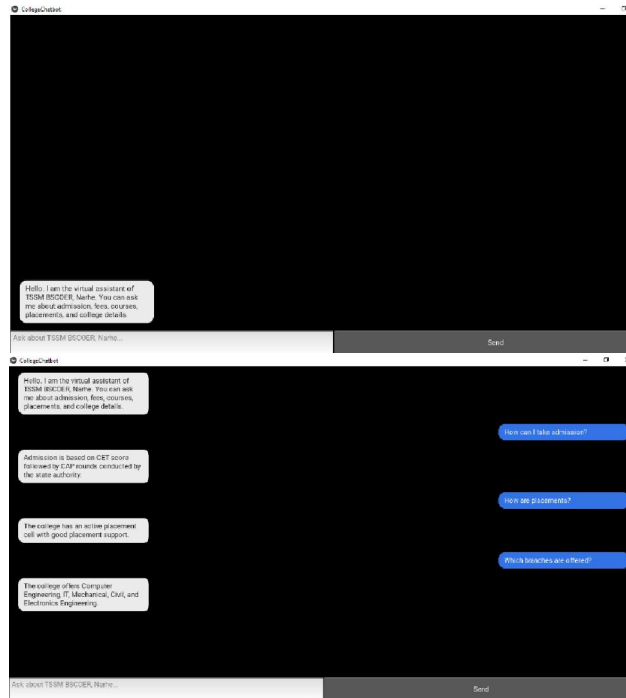 CollegeChatbot
Hello. I am the virtual assistant of
TSSM BSCOER, Narhe. You can ask
me about admission, fees, courses,
placements, and college details.
Ask about TSSM BSCOER, Narhe...
Send
CollegeChatbot
Hello. I am the virtual assistant of
TSSM BSCOER, Narhe. You can ask
me about admission, fees, courses,
placements, and college details.
How can I take admission?
Admission is based on CET score
followed by CAP rounds conducted by
the state authority.
How are placements?
The college has an active placement
cell with good placement support.
Which branches are offered?
The college offers Computer
Engineering, IT, Mechanical, Civil, and
Electronics Engineering.
Ask about TSSM BSCOER, Narhe...
Send